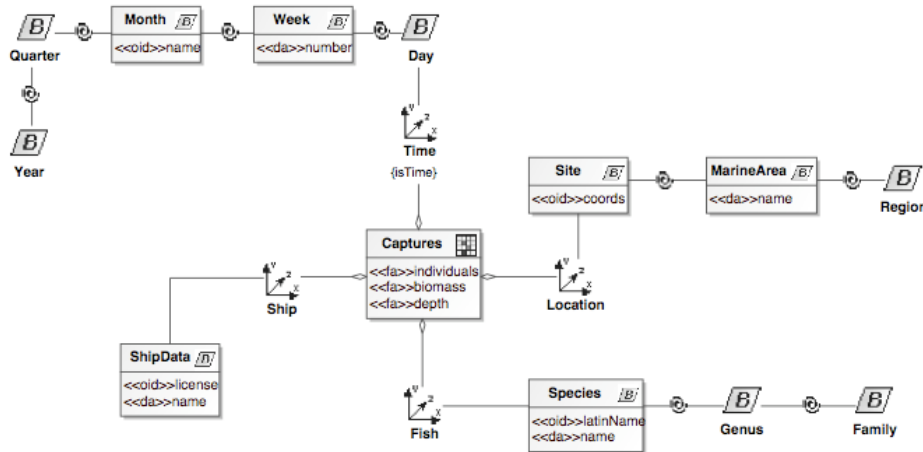 Month
Week
<<oid>>name
<<da>>number
Quarter
Day
Year
Time
{isTime}
Site
<<oid>>coords
MarineArea
<<da>>name
Region
Captures
<<fa>>individuals
<<fa>>biomass
<<fa>>depth
Ship
Location
ShipData
<<oid>>license
<<da>>name
Species
<<oid>>latinName
<<da>>name
Fish
Genus
Family